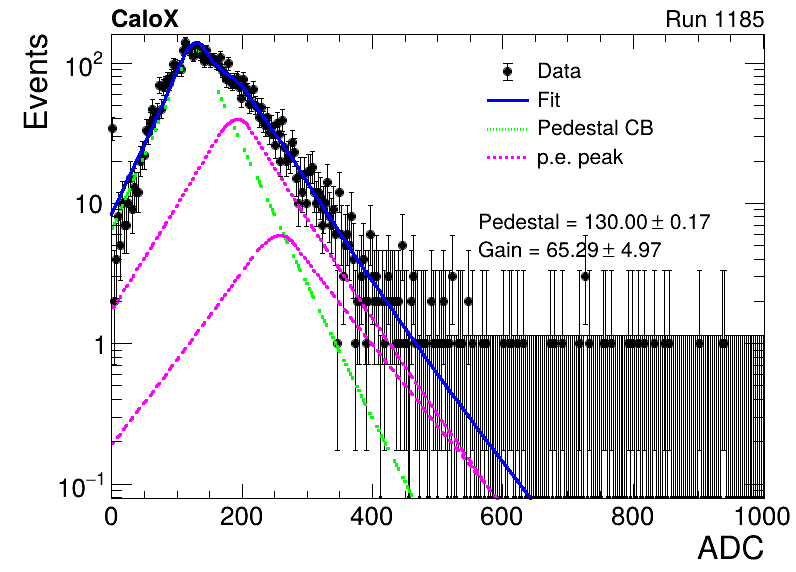 CaloX Run 1185
Events
10²
10
1
10⁻¹
Data
Fit
Pedestal CB
p.e. peak
Pedestal = 130.00 ± 0.17
Gain = 65.29 ± 4.97
0 200 400 600 800 1000
ADC